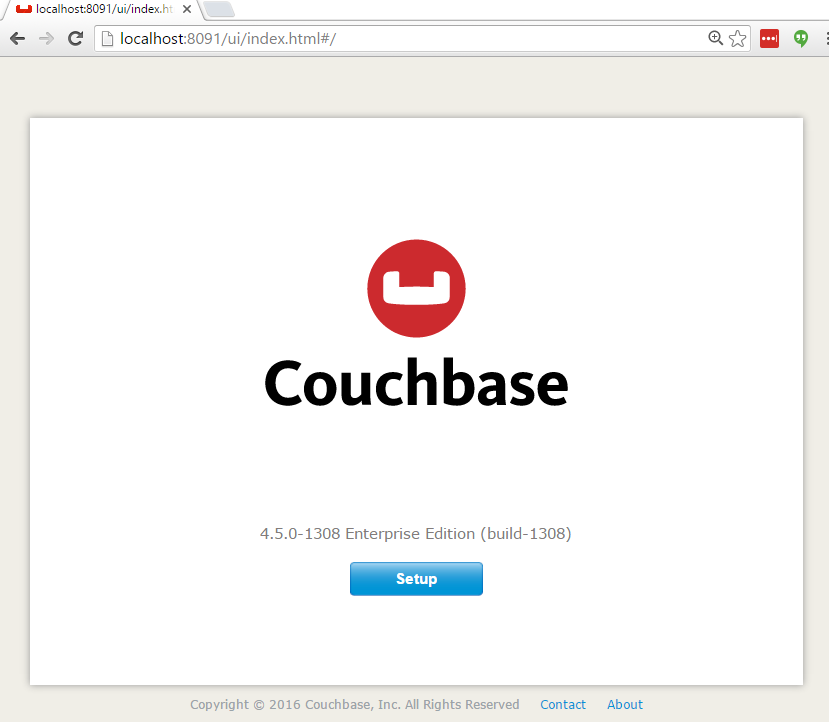 localhost:8091/ui/index.ht
localhost:8091/ui/index.html#/
Couchbase
4.5.0-1308 Enterprise Edition (build-1308)
Setup
Copyright © 2016 Couchbase, Inc. All Rights Reserved Contact About